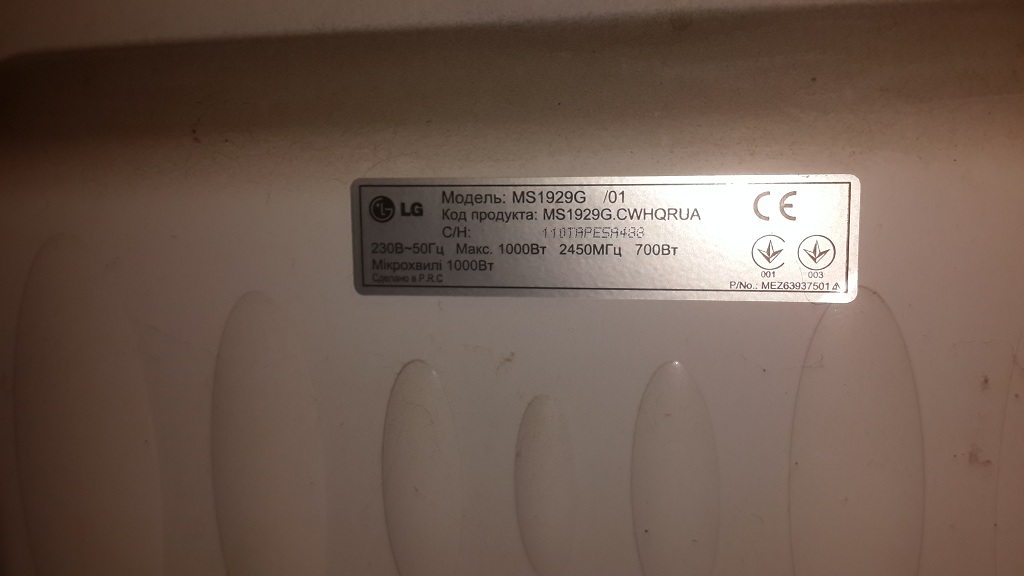 LG
Модель: MS1929G /01
Код продукта: MS1929G.CWHQRUA
С/Н: 110TAPESA488
230В~50Гц Макс. 1000Вт 2450МГц 700Вт
Мікрохвилі 1000Вт
Сделано в P.R.C
CE
001 003
P/No.: MEZ63937501